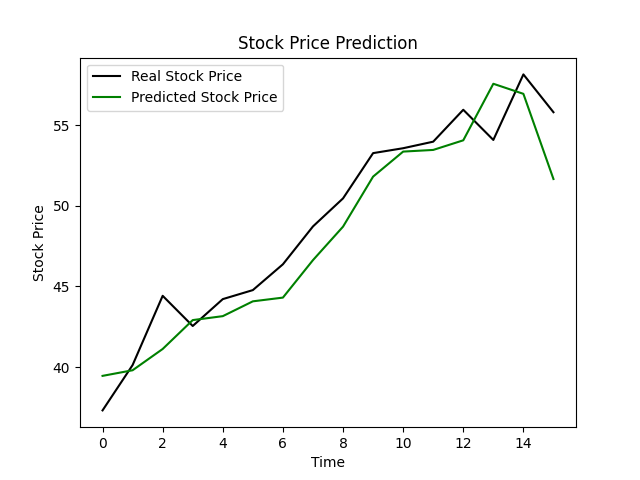 Stock Price Prediction
Real Stock Price
Predicted Stock Price
55
50
45
40
Stock Price
0 2 4 6 8 10 12 14
Time